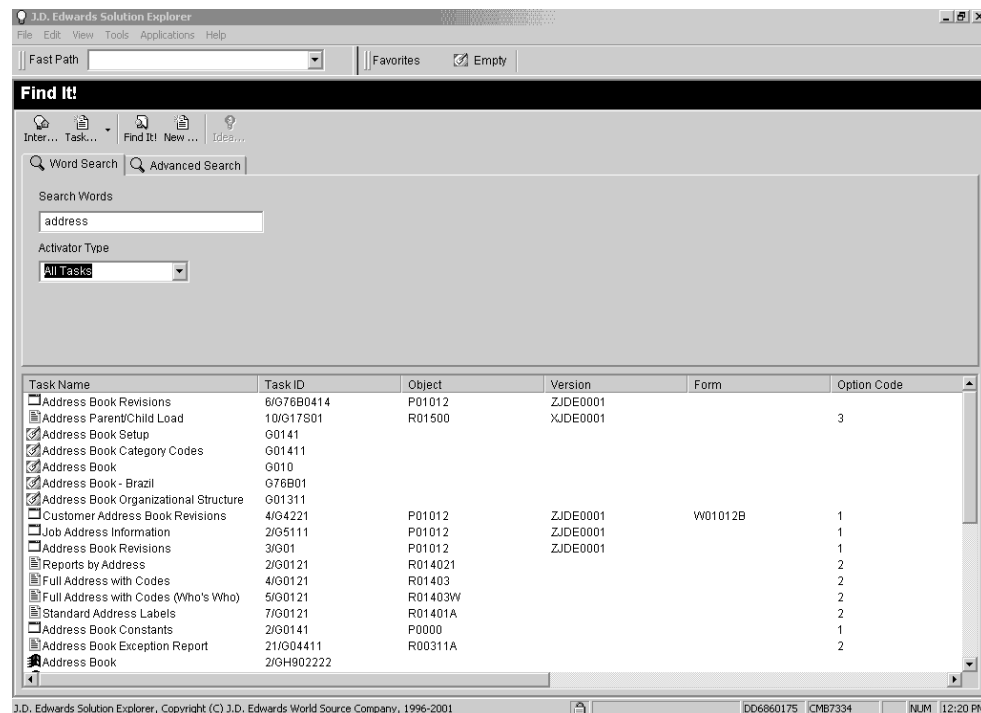 J.D. Edwards Solution Explorer
File Edit View Tools Applications Help
Fast Path Favorites Empty
Find It!
Inter... Task... Find It! New ... Idea...
Word Search Advanced Search
Search Words
address
Activator Type
All Tasks
Task Name Task ID Object Version Form Option Code
Address Book Revisions 6/G76B0414 P01012 ZJDE0001
Address Parent/Child Load 10/G17S01 R01500 XJDE0001 3
Address Book Setup G0141
Address Book Category Codes G01411
Address Book G010
Address Book - Brazil G76B01
Address Book Organizational Structure G01311
Customer Address Book Revisions 4/G4221 P01012 ZJDE0001 W01012B 1
Job Address Information 2/G5111 P01012 ZJDE0001 1
Address Book Revisions 3/G01 P01012 ZJDE0001 1
Reports by Address 2/G0121 R014021 2
Full Address with Codes 4/G0121 R01403 2
Full Address with Codes (Who's Who) 5/G0121 R01403W 2
Standard Address Labels 7/G0121 R01401A 2
Address Book Constants 2/G0141 P0000 1
Address Book Exception Report 21/G04411 R00311A 2
Address Book 2/GH902222
J.D. Edwards Solution Explorer, Copyright (C) J.D. Edwards World Source Company, 1996-2001 DD6860175 CMB7334 NUM 12:20 PM